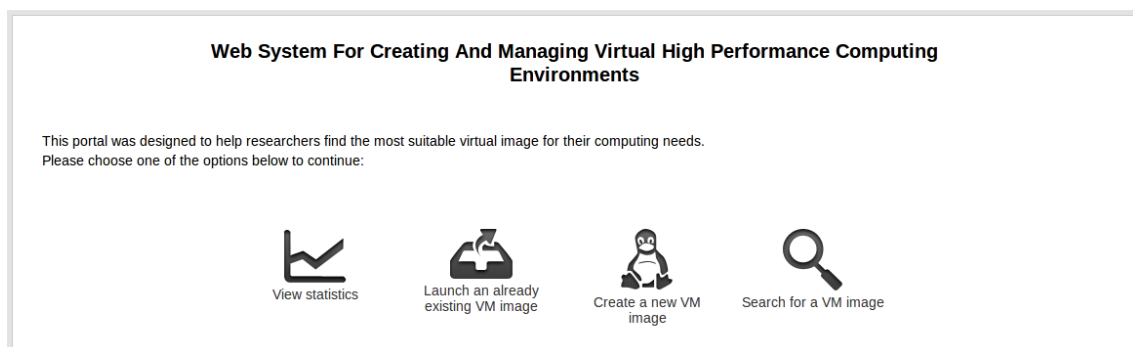 Web System For Creating And Managing Virtual High Performance Computing
Environments
This portal was designed to help researchers find the most suitable virtual image for their computing needs.
Please choose one of the options below to continue:
View statistics
Launch an already
existing VM image
Create a new VM
image
Search for a VM image